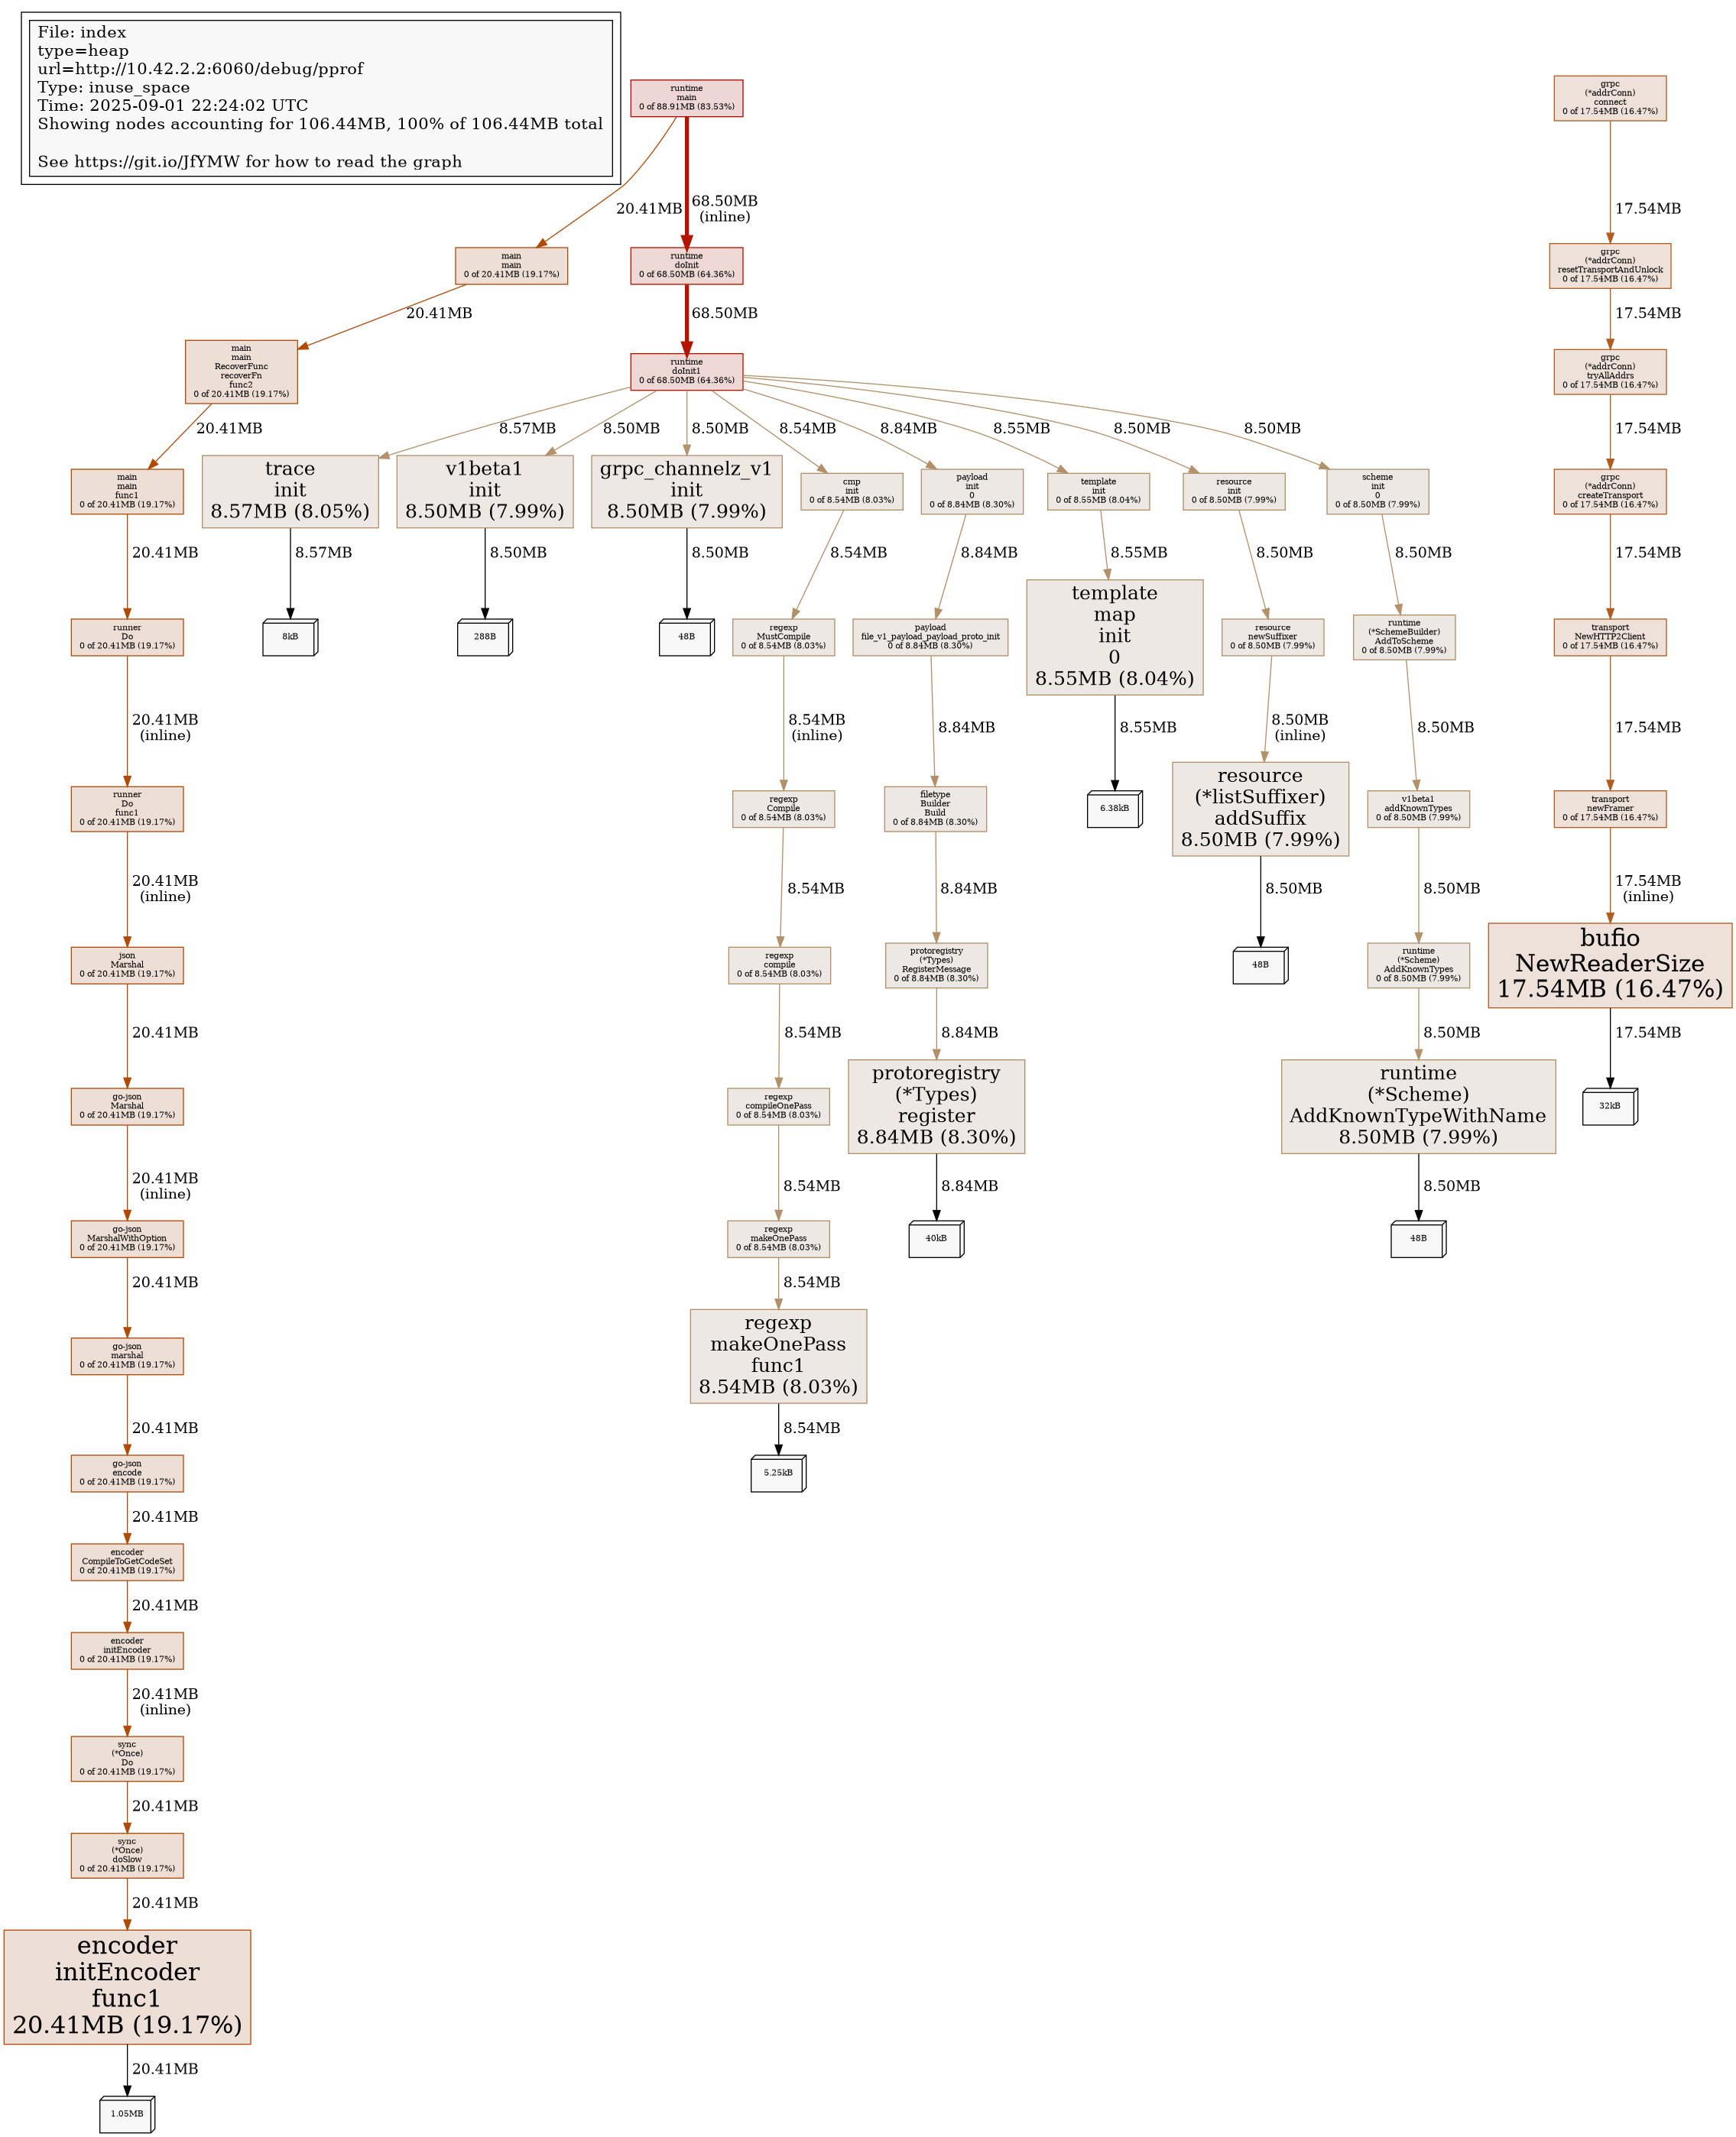 File: index
type=heap
url=http://10.42.2.2:6060/debug/pprof
Type: inuse_space
Time: 2025-09-01 22:24:02 UTC
Showing nodes accounting for 106.44MB, 100% of 106.44MB total
See https://git.io/JfYMW for how to read the graph
runtime
main
0 of 88.91MB (83.53%)
grpc
(*addrConn)
connect
0 of 17.54MB (16.47%)
20.41MB
68.50MB
(inline)
17.54MB
main
main
0 of 20.41MB (19.17%)
runtime
doInit
0 of 68.50MB (64.36%)
grpc
(*addrConn)
resetTransportAndUnlock
0 of 17.54MB (16.47%)
20.41MB
68.50MB
17.54MB
main
main
RecoverFunc
recoverFn
func2
0 of 20.41MB (19.17%)
runtime
doInit1
0 of 68.50MB (64.36%)
grpc
(*addrConn)
tryAllAddrs
0 of 17.54MB (16.47%)
20.41MB
8.57MB
8.50MB
8.50MB
8.54MB
8.84MB
8.55MB
8.50MB
8.50MB
17.54MB
main
main
func1
0 of 20.41MB (19.17%)
trace
init
8.57MB (8.05%)
v1beta1
init
8.50MB (7.99%)
grpc_channelz_v1
init
8.50MB (7.99%)
cmp
init
0 of 8.54MB (8.03%)
payload
init
0
0 of 8.84MB (8.30%)
template
init
0 of 8.55MB (8.04%)
resource
init
0 of 8.50MB (7.99%)
scheme
init
0
0 of 8.50MB (7.99%)
grpc
(*addrConn)
createTransport
0 of 17.54MB (16.47%)
20.41MB
8.57MB
8.50MB
8.50MB
8.54MB
8.84MB
8.55MB
8.50MB
8.50MB
17.54MB
runner
Do
0 of 20.41MB (19.17%)
8kB
288B
48B
regexp
MustCompile
0 of 8.54MB (8.03%)
payload
file_v1_payload_payload_proto_init
0 of 8.84MB (8.30%)
template
map
init
0
8.55MB (8.04%)
resource
newSuffixer
0 of 8.50MB (7.99%)
runtime
(*SchemeBuilder)
AddToScheme
0 of 8.50MB (7.99%)
transport
NewHTTP2Client
0 of 17.54MB (16.47%)
20.41MB
(inline)
8.54MB
(inline)
8.84MB
8.55MB
8.50MB
(inline)
8.50MB
17.54MB
runner
Do
func1
0 of 20.41MB (19.17%)
regexp
Compile
0 of 8.54MB (8.03%)
filetype
Builder
Build
0 of 8.84MB (8.30%)
6.38kB
resource
(*listSuffixer)
addSuffix
8.50MB (7.99%)
v1beta1
addKnownTypes
0 of 8.50MB (7.99%)
transport
newFramer
0 of 17.54MB (16.47%)
20.41MB
(inline)
8.54MB
8.84MB
8.50MB
8.50MB
17.54MB
(inline)
json
Marshal
0 of 20.41MB (19.17%)
regexp
compile
0 of 8.54MB (8.03%)
protoregistry
(*Types)
RegisterMessage
0 of 8.84MB (8.30%)
48B
runtime
(*Scheme)
AddKnownTypes
0 of 8.50MB (7.99%)
bufio
NewReaderSize
17.54MB (16.47%)
20.41MB
8.54MB
8.84MB
8.50MB
17.54MB
go-json
Marshal
0 of 20.41MB (19.17%)
regexp
compileOnePass
0 of 8.54MB (8.03%)
protoregistry
(*Types)
register
8.84MB (8.30%)
runtime
(*Scheme)
AddKnownTypeWithName
8.50MB (7.99%)
32kB
20.41MB
(inline)
8.54MB
8.84MB
8.50MB
go-json
MarshalWithOption
0 of 20.41MB (19.17%)
regexp
makeOnePass
0 of 8.54MB (8.03%)
40kB
48B
20.41MB
8.54MB
go-json
marshal
0 of 20.41MB (19.17%)
regexp
makeOnePass
func1
8.54MB (8.03%)
20.41MB
8.54MB
go-json
encode
0 of 20.41MB (19.17%)
5.25kB
20.41MB
encoder
CompileToGetCodeSet
0 of 20.41MB (19.17%)
20.41MB
encoder
initEncoder
0 of 20.41MB (19.17%)
20.41MB
(inline)
sync
(*Once)
Do
0 of 20.41MB (19.17%)
20.41MB
sync
(*Once)
doSlow
0 of 20.41MB (19.17%)
20.41MB
encoder
initEncoder
func1
20.41MB (19.17%)
20.41MB
1.05MB